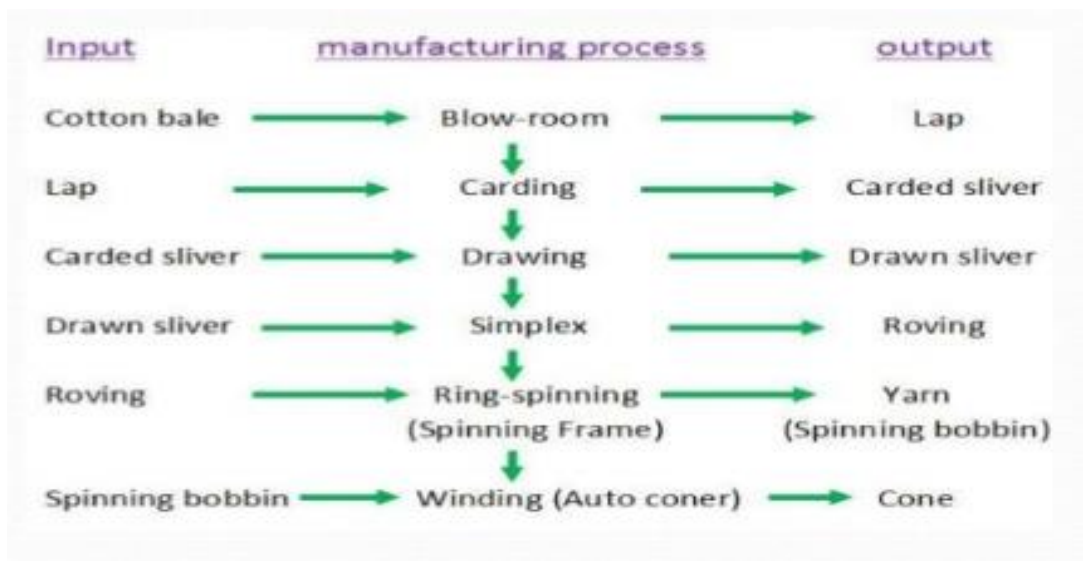 Input manufacturing process output
Cotton bale Blow-room Lap
Lap Carding Carded sliver
Carded sliver Drawing Drawn sliver
Drawn sliver Simplex Roving
Roving Ring-spinning Yarn
(Spinning Frame) (Spinning bobbin)
Spinning bobbin Winding (Auto coner) Cone